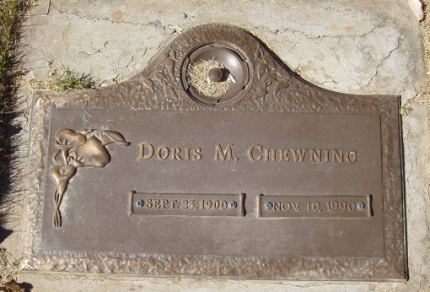 DORIS M. CHEWNING
SEPT. 23, 1900 NOV. 10, 1990